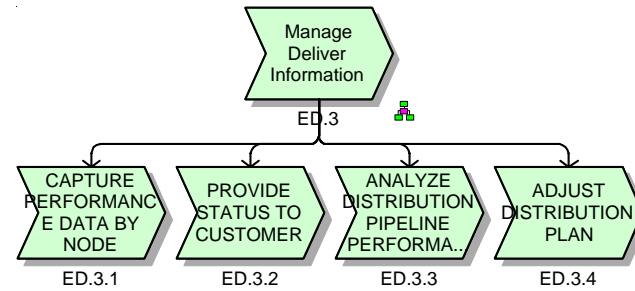 Manage
Deliver
Information
ED.3
CAPTURE
PERFORMANC
E DATA BY
NODE
PROVIDE
STATUS TO
CUSTOMER
ANALYZE
DISTRIBUTION
PIPELINE
PERFORMA...
ADJUST
DISTRIBUTION
PLAN
ED.3.1
ED.3.2
ED.3.3
ED.3.4